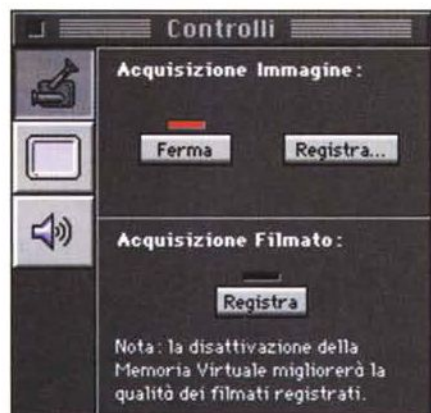 Controlli
Acquisizione Immagine:
Ferma Registra...
Acquisizione Filmato:
Registra
Nota: la disattivazione della
Memoria Virtuale migliorerà la
qualità dei filmati registrati.